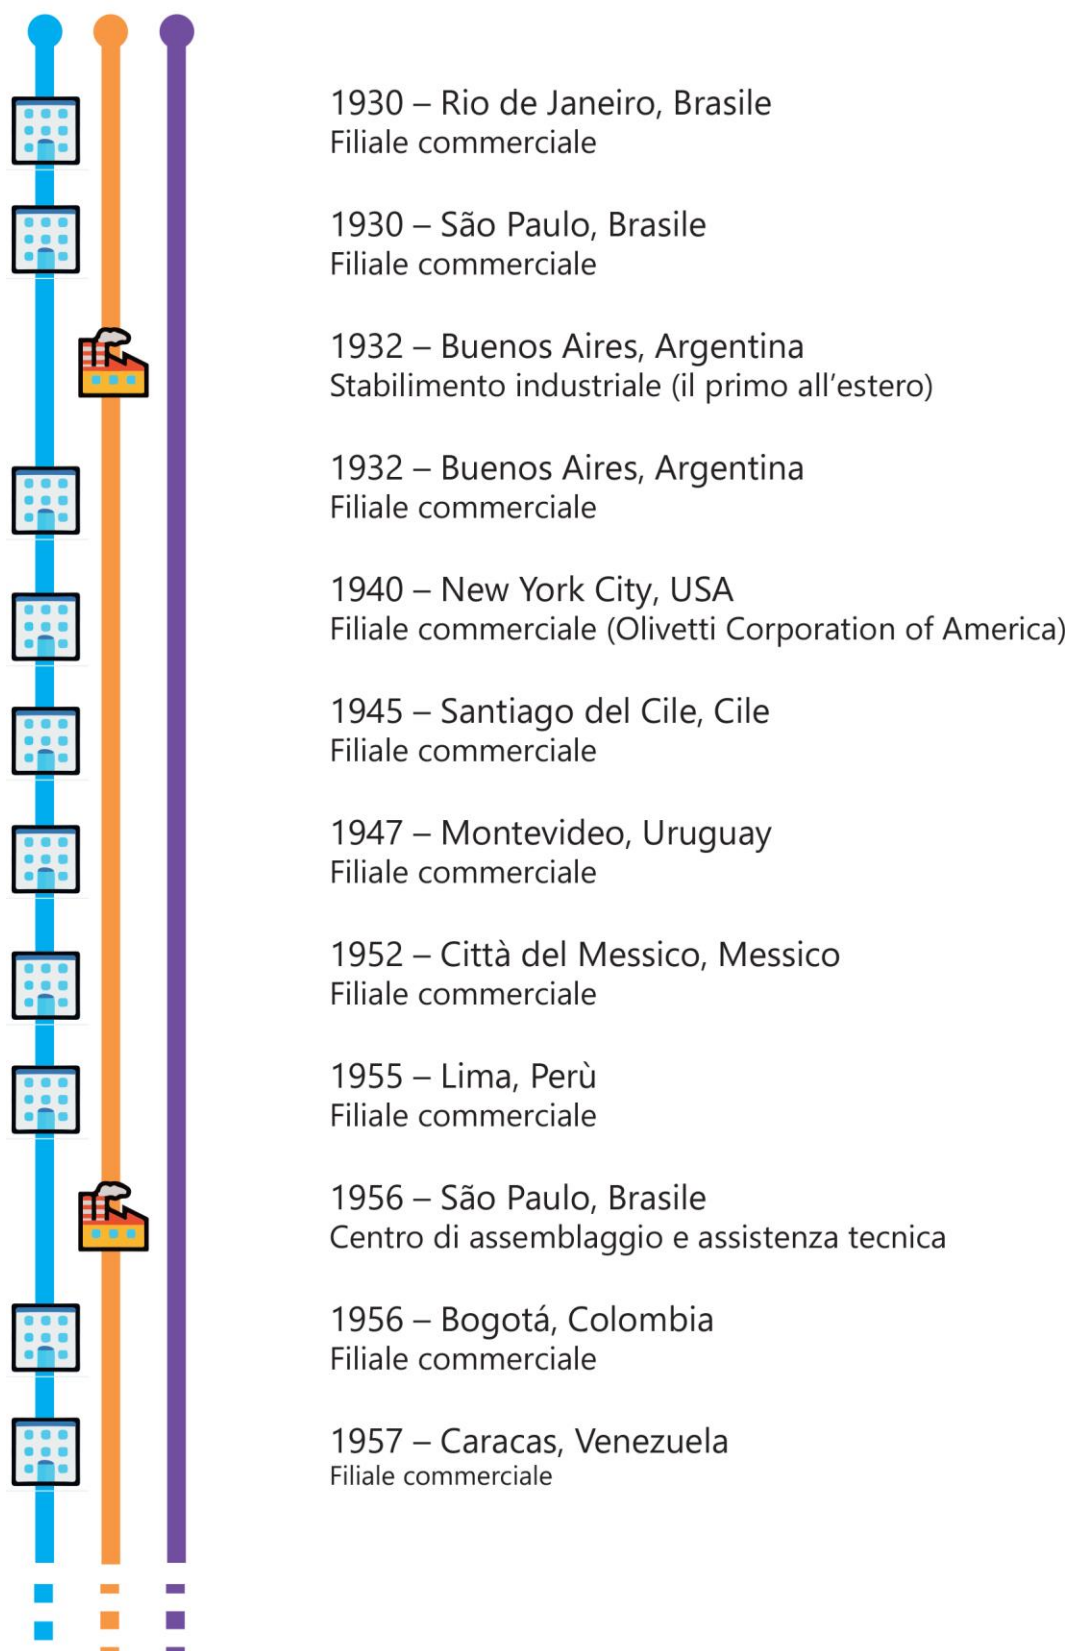 1930 – Rio de Janeiro, Brasile
Filiale commerciale
1930 – São Paulo, Brasile
Filiale commerciale
1932 – Buenos Aires, Argentina
Stabilimento industriale (il primo all’estero)
1932 – Buenos Aires, Argentina
Filiale commerciale
1940 – New York City, USA
Filiale commerciale (Olivetti Corporation of America)
1945 – Santiago del Cile, Cile
Filiale commerciale
1947 – Montevideo, Uruguay
Filiale commerciale
1952 – Città del Messico, Messico
Filiale commerciale
1955 – Lima, Perù
Filiale commerciale
1956 – São Paulo, Brasile
Centro di assemblaggio e assistenza tecnica
1956 – Bogotá, Colombia
Filiale commerciale
1957 – Caracas, Venezuela
Filiale commerciale